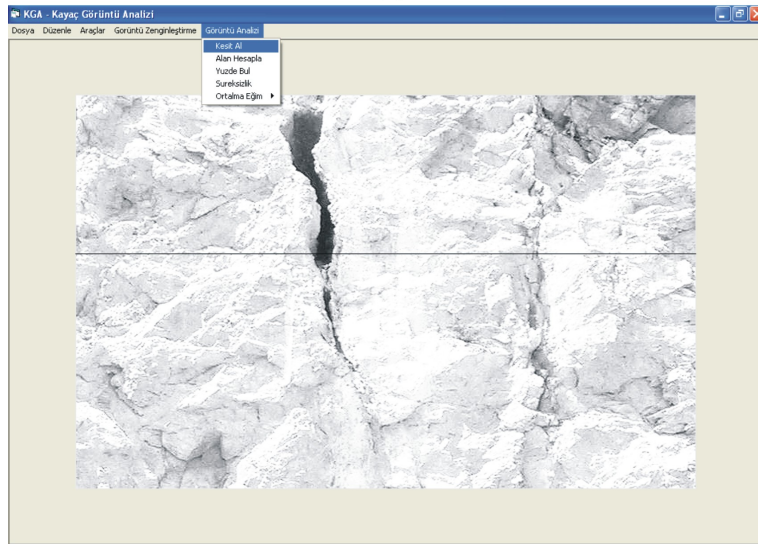 KGA - Kayaç Görüntü Analizi
Dosya Düzenle Araçlar Goruntü Zenginleştirme Görüntü Analizi
Kesit Al
Alan Hesapla
Yuzde Bul
Sureksizlik
Ortalma Eğim